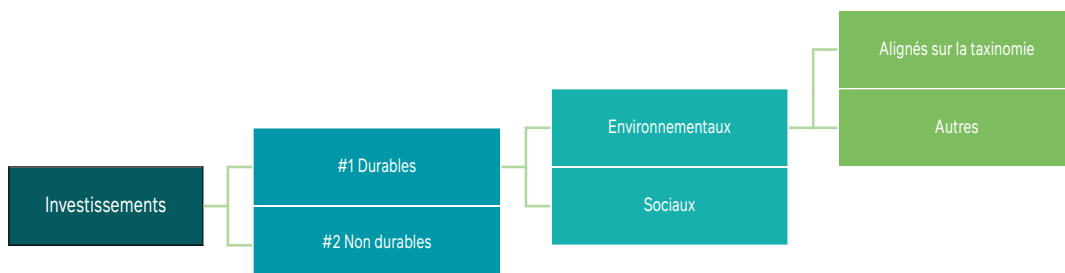 Investissements
#1 Durables
#2 Non durables
Environnementaux
Sociaux
Alignés sur la taxinomie
Autres